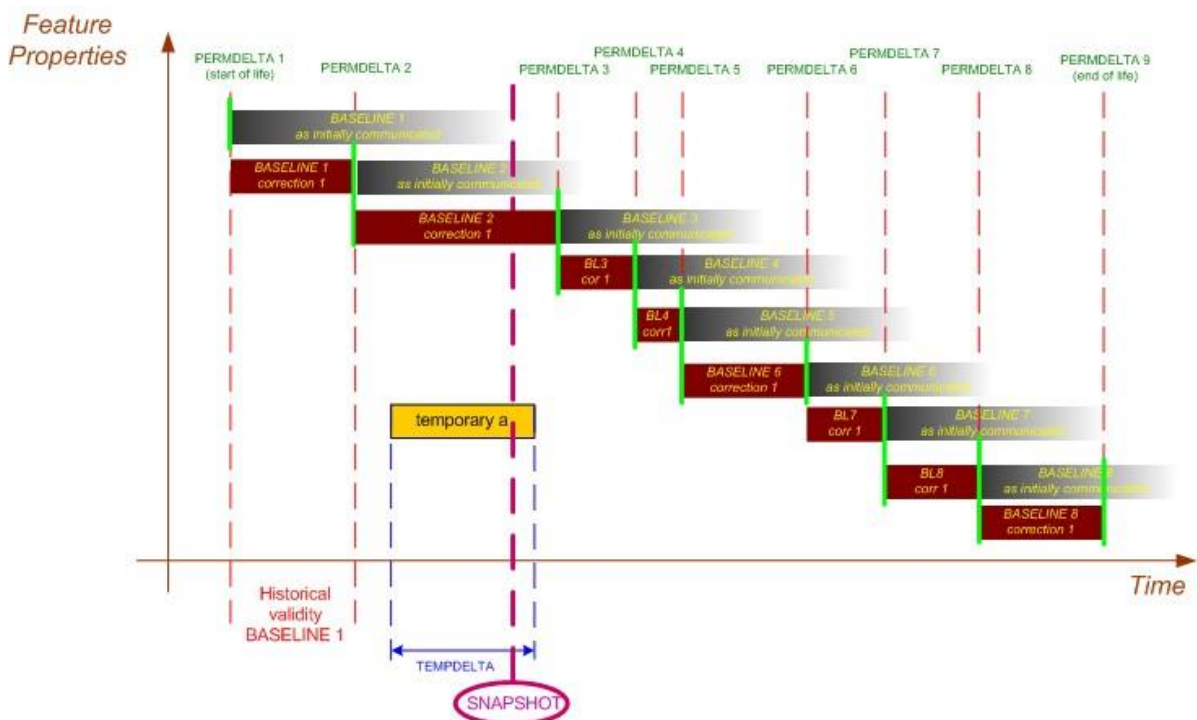 Feature
Properties
PERMDELTA 1
(start of life)
PERMDELTA 2
PERMDELTA 3
PERMDELTA 4
PERMDELTA 5
PERMDELTA 6
PERMDELTA 7
PERMDELTA 8
PERMDELTA 9
(end of life)
BASELINE 1
as initially communicated
BASELINE 1
correction 1
BASELINE 2
as initially communicated
BASELINE 2
correction 1
BASELINE 3
as initially communicated
BL3
cor 1
BASELINE 4
as initially communicated
BL4
corr1
BASELINE 5
as initially communicated
BASELINE 6
correction 1
BASELINE 6
as initially communicated
temporary a
BL7
corr 1
BASELINE 7
as initially communicated
BL8
corr 1
BASELINE 8
as initially communicated
BASELINE 8
correction 1
Time
Historical
validity
BASELINE 1
TEMPDELTA
SNAPSHOT